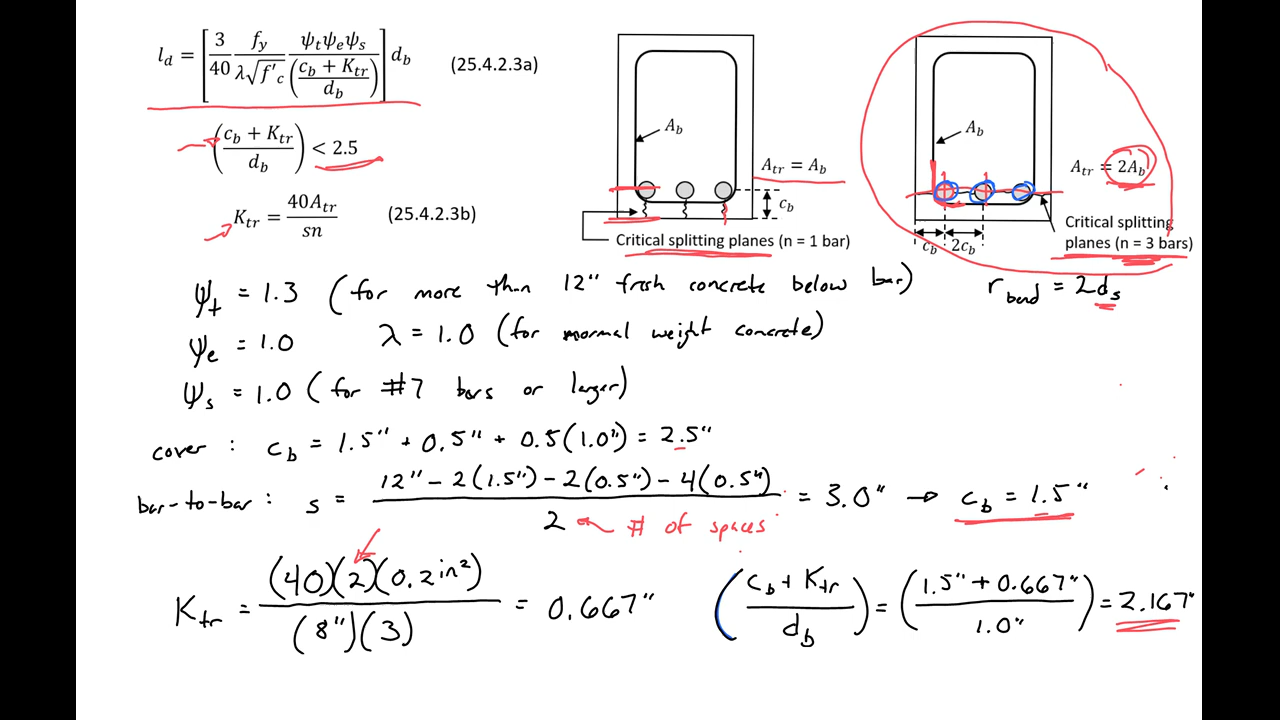 l_d = [3/40 f_y/(λ√f'_c) ψ_tψ_eψ_s/((c_b + K_tr)/d_b)] d_b (25.4.2.3a)
((c_b + K_tr)/d_b) < 2.5
K_tr = 40A_tr/sn (25.4.2.3b)
A_b
A_tr = A_b
c_b
Critical splitting planes (n = 1 bar)
A_b
A_tr = 2A_b
Critical splitting
planes (n = 3 bars)
c_b 2c_b
ψ_t = 1.3 (for more than 12" fresh concrete below bar)
r_bend = 2d_s
ψ_e = 1.0 λ = 1.0 (for normal weight concrete)
ψ_s = 1.0 (for #7 bars or larger)
cover : c_b = 1.5" + 0.5" + 0.5(1.0") = 2.5"
bar-to-bar : s = (12" - 2(1.5") - 2(0.5") - 4(0.5"))/2 = 3.0" → c_b = 1.5"
← # of spaces
K_tr = (40)(2)(0.2 in²)/(8")(3) = 0.667"
((c_b + K_tr)/d_b) = ((1.5" + 0.667")/1.0") = 2.167"